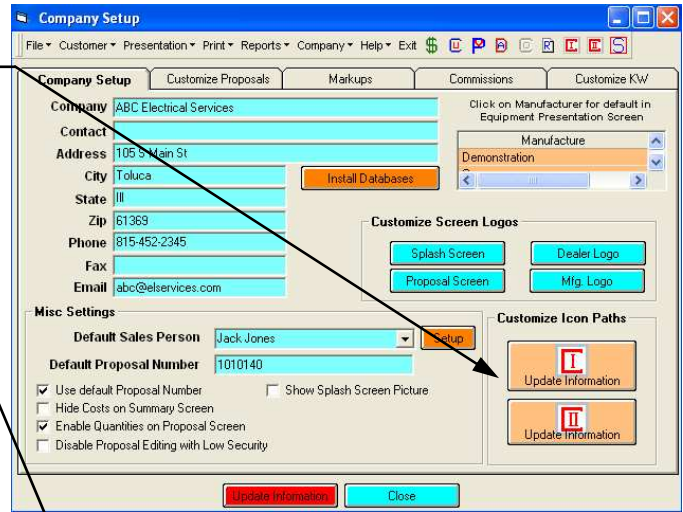 Company Setup
File Customer Presentation Print Reports Company Help Exit $ U P B C R I II S
Company Setup Customize Proposals Markups Commissions Customize KW
Company ABC Electrical Services
Contact
Address 105 S Main St
City Toluca
State Ill
Zip 61369
Phone 815-452-2345
Fax
Email abc@elservices.com
Install Databases
Click on Manufacturer for default in
Equipment Presentation Screen
Manufacture
Demonstration
Customize Screen Logos
Splash Screen Dealer Logo
Proposal Screen Mfg. Logo
Misc Settings
Default Sales Person Jack Jones Setup
Default Proposal Number 1010140
Use default Proposal Number Show Splash Screen Picture
Hide Costs on Summary Screen
Enable Quantities on Proposal Screen
Disable Proposal Editing with Low Security
Customize Icon Paths
I
Update Information
II
Update Information
Update Information Close